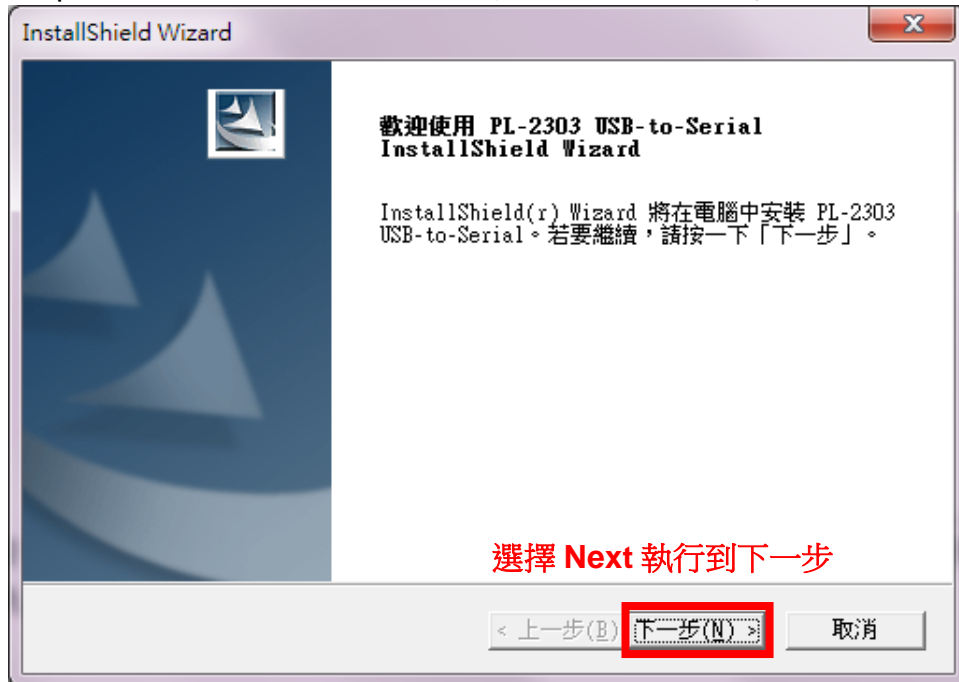 InstallShield Wizard
X
歡迎使用 PL-2303 USB-to-Serial
InstallShield Wizard
InstallShield(r) Wizard 將在電腦中安裝 PL-2303
USB-to-Serial。若要繼續，請按一下「下一步」。
選擇 Next 執行到下一步
< 上一步(B) 下一步(N) > 取消